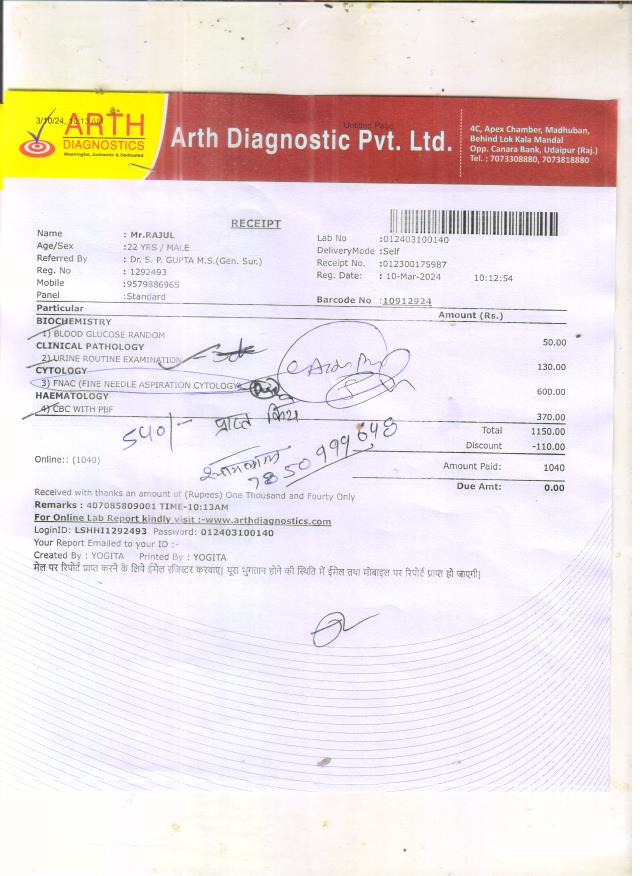 3/10/24, 10:13 AM
Untitled Page
ARTH
DIAGNOSTICS
Meaningful, Authentic & Dedicated
Arth Diagnostic Pvt. Ltd.
4C, Apex Chamber, Madhuban,
Behind Lok Kala Mandal
Opp. Canara Bank, Udaipur (Raj.)
Tel. : 7073308880, 7073818880
RECEIPT
Name : Mr.RAJUL
Age/Sex :22 YRS / MALE
Referred By : Dr. S. P. GUPTA M.S.(Gen. Sur.)
Reg. No : 1292493
Mobile :9579886965
Panel :Standard
Lab No :012403100140
DeliveryMode :Self
Receipt No. :012300175987
Reg. Date: : 10-Mar-2024 10:12:54
Barcode No :10912924
Particular Amount (Rs.)
BIOCHEMISTRY
1) BLOOD GLUCOSE RANDOM 50.00
CLINICAL PATHOLOGY
2) URINE ROUTINE EXAMINATION 130.00
CYTOLOGY
3) FNAC (FINE NEEDLE ASPIRATION CYTOLOGY) 600.00
HAEMATOLOGY
4) CBC WITH PBF 370.00
540/- प्राप्त किये
Total 1150.00
Discount -110.00
7850999648
Online:: (1040)
Amount Paid: 1040
Due Amt: 0.00
Received with thanks an amount of (Rupees) One Thousand and Fourty Only
Remarks : 407085809001 TIME-10:13AM
For Online Lab Report kindly visit :-www.arthdiagnostics.com
LoginID: LSHHI1292493 Password: 012403100140
Your Report Emailed to your ID :-
Created By : YOGITA Printed By : YOGITA
मेल पर रिपोर्ट प्राप्त करने के लिये ईमेल रजिस्टर करवाए| पूरा भुगतान होने की स्थिति में ईमेल तथा मोबाइल पर रिपोर्ट प्राप्त हो जाएगी|